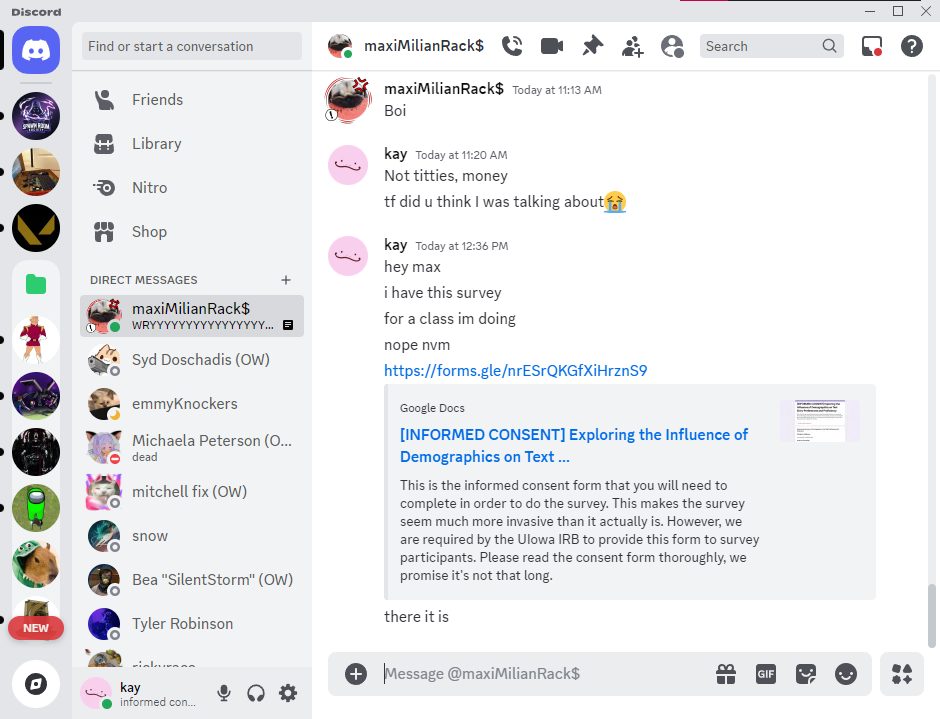 Discord
Find or start a conversation
maxiMilianRack$
Search
Friends
Library
Nitro
Shop
DIRECT MESSAGES
maxiMilianRack$
WRYYYYYYYYYYYYYYYY...
Syd Doschadis (OW)
emmyKnockers
Michaela Peterson (O...
dead
mitchell fix (OW)
snow
Bea "SilentStorm" (OW)
Tyler Robinson
SPAWN ROOM
NEW
kay
informed con...
maxiMilianRack$ Today at 11:13 AM
Boi
kay Today at 11:20 AM
Not titties, money
tf did u think I was talking about😭
kay Today at 12:36 PM
hey max
i have this survey
for a class im doing
nope nvm
https://forms.gle/nrESrQKGfXiHrznS9
Google Docs
[INFORMED CONSENT] Exploring the Influence of
Demographics on Text ...
This is the informed consent form that you will need to
complete in order to do the survey. This makes the survey
seem much more invasive than it actually is. However, we
are required by the UIowa IRB to provide this form to survey
participants. Please read the consent form thoroughly, we
promise it's not that long.
there it is
Message @maxiMilianRack$
GIF